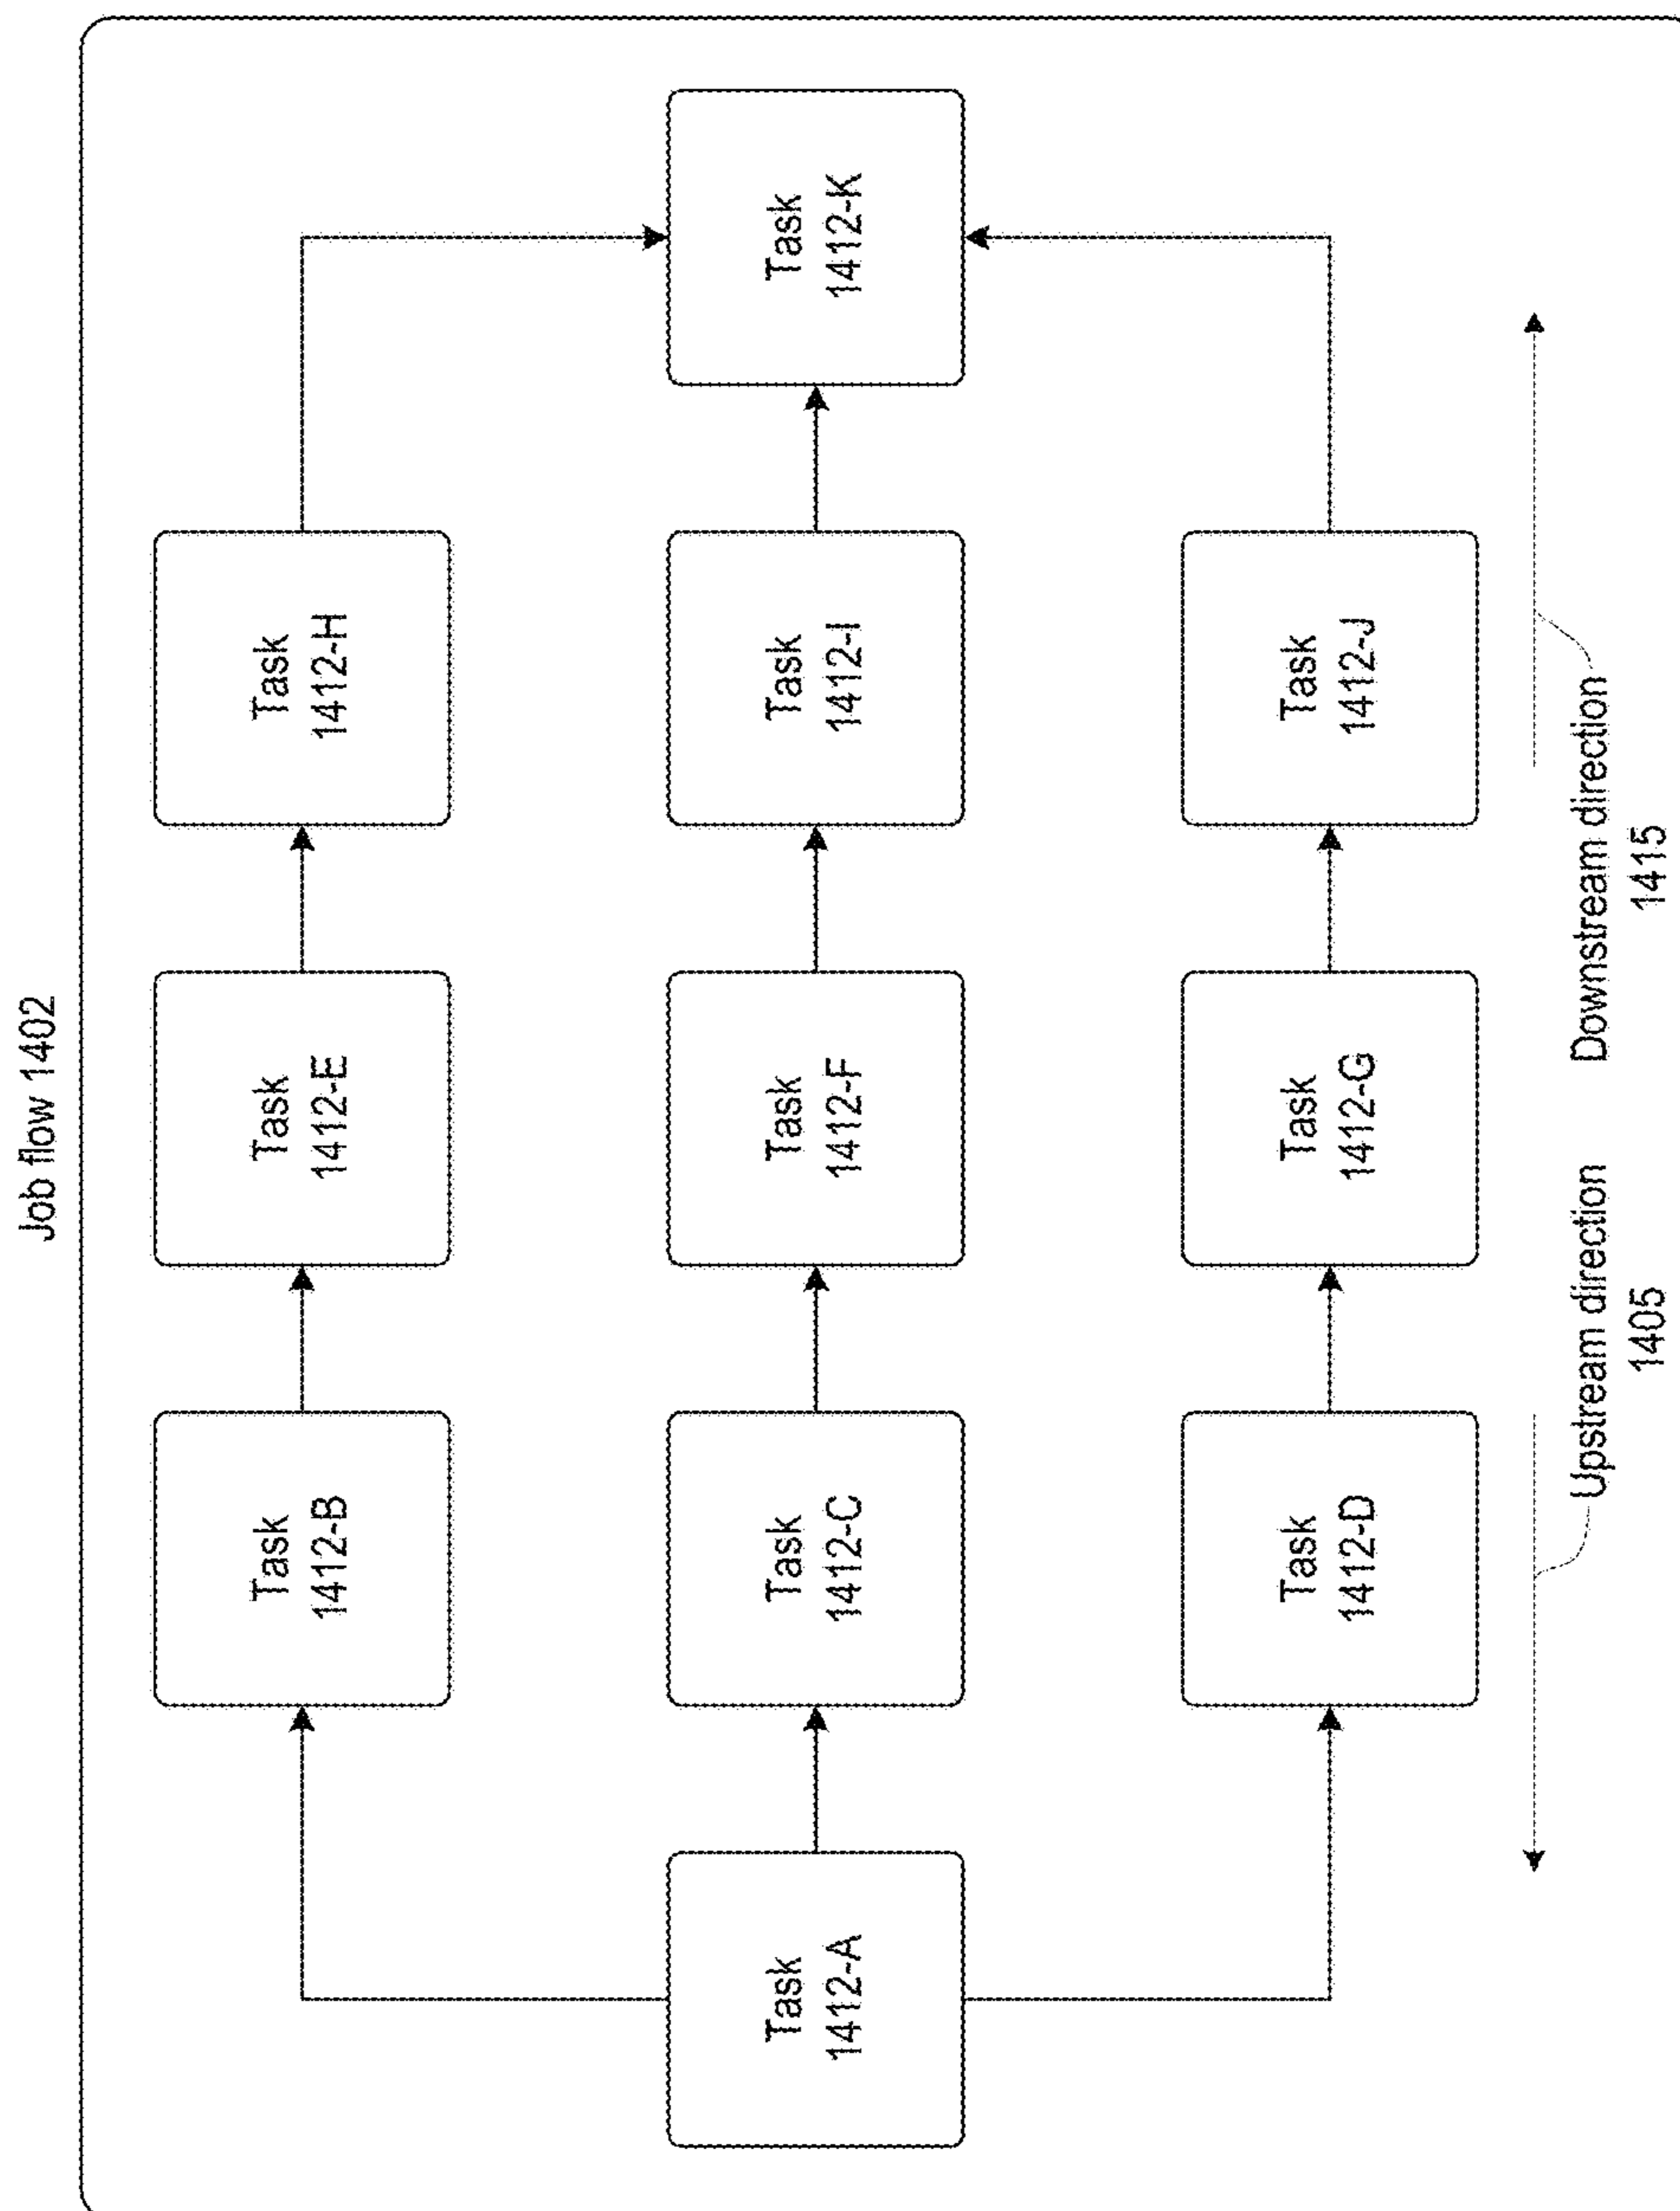 Job flow 1402
Task
1412-A
Task
1412-B
Task
1412-E
Task
1412-H
Task
1412-C
Task
1412-F
Task
1412-I
Task
1412-K
Task
1412-D
Task
1412-G
Task
1412-J
Upstream direction
1405
Downstream direction
1415